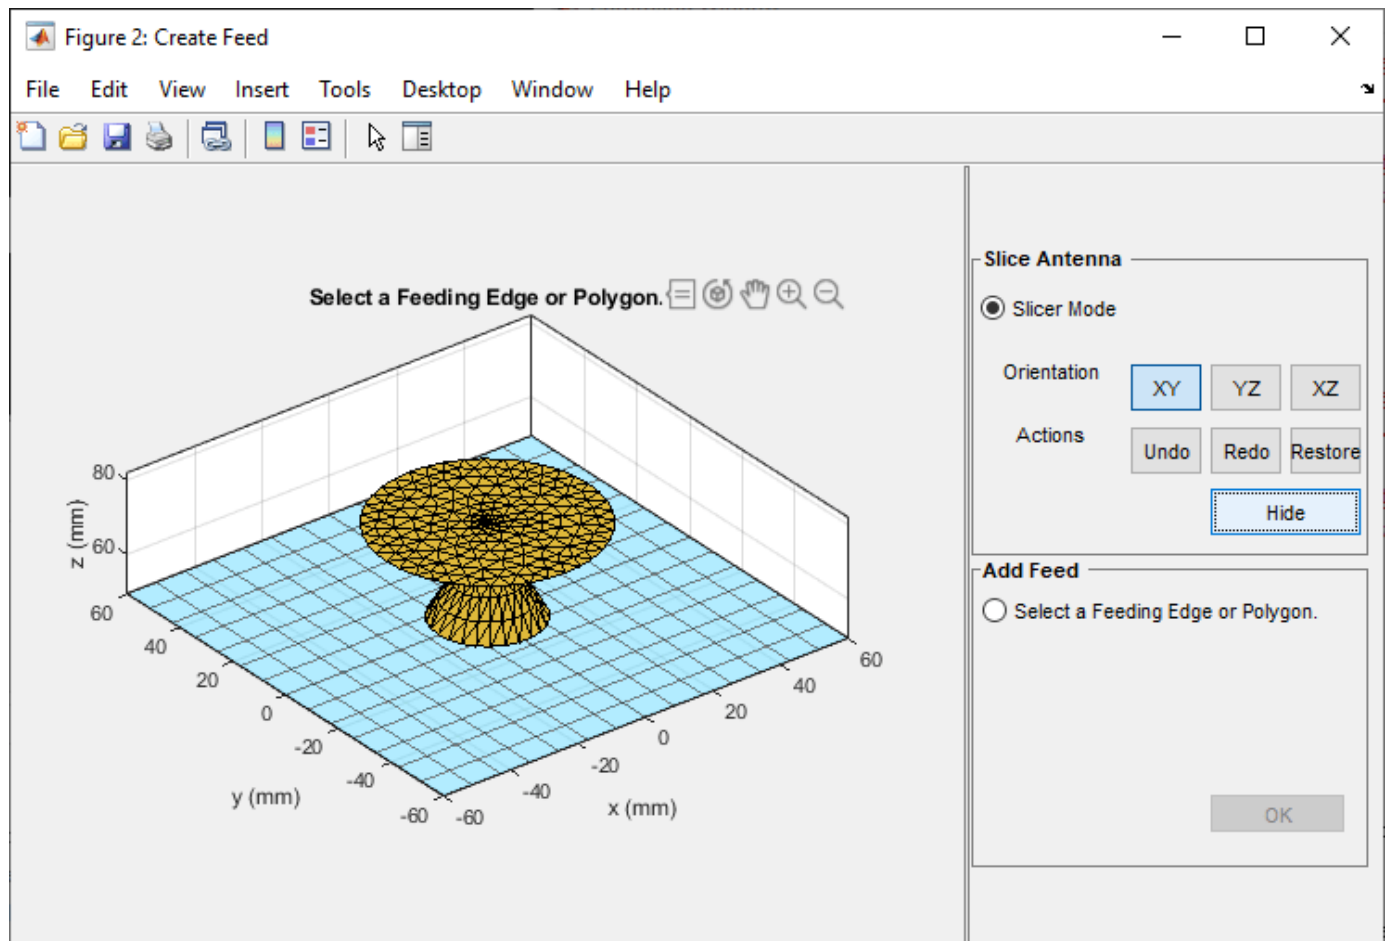 Figure 2: Create Feed
File Edit View Insert Tools Desktop Window Help
Select a Feeding Edge or Polygon.
80
60
z (mm)
60
40
20
0
-20
-40
-60
y (mm)
-60
-40
-20
0
20
40
60
x (mm)
Slice Antenna
Slicer Mode
Orientation XY YZ XZ
Actions Undo Redo Restore
Hide
Add Feed
Select a Feeding Edge or Polygon.
OK